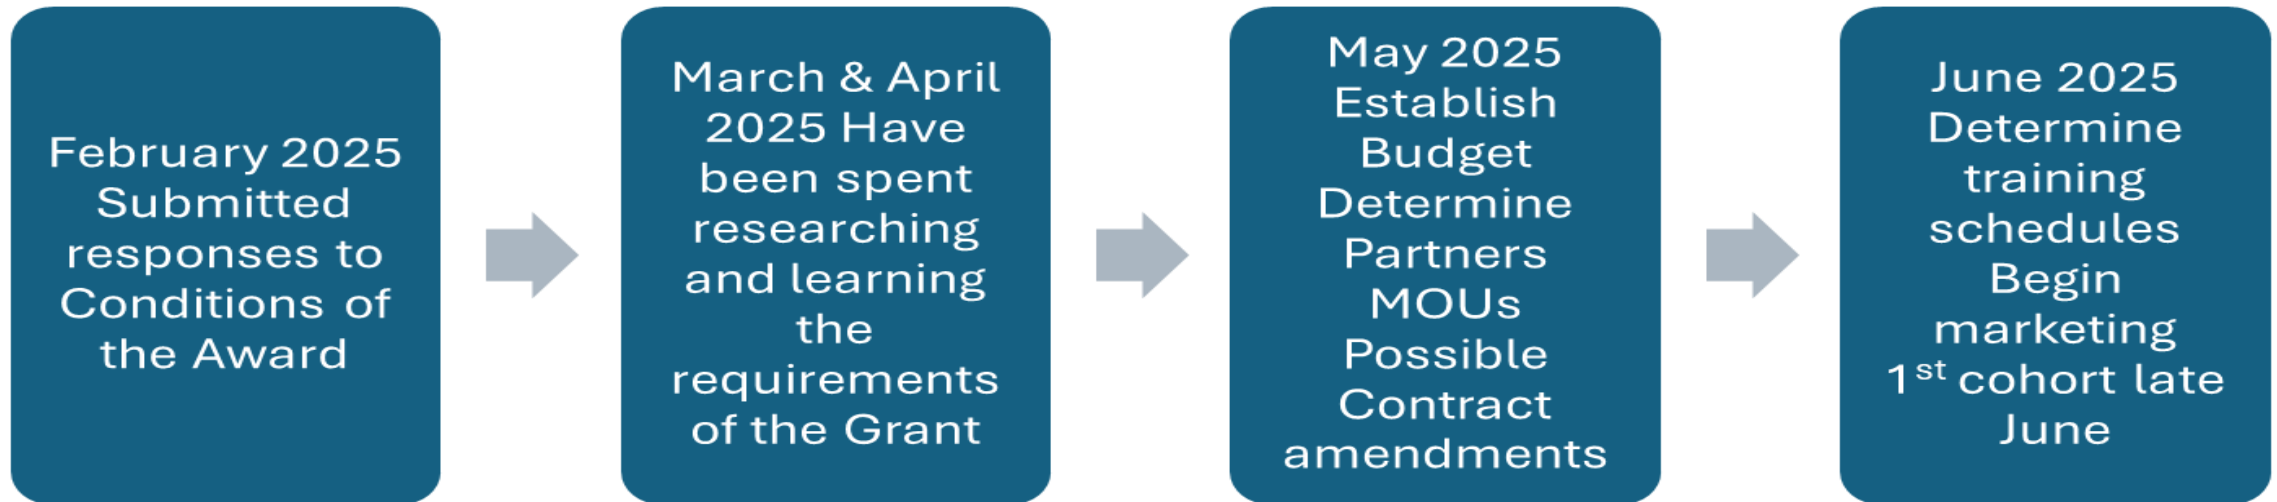 February 2025
Submitted
responses to
Conditions of
the Award
March & April
2025 Have
been spent
researching
and learning
the
requirements
of the Grant
May 2025
Establish
Budget
Determine
Partners
MOUs
Possible
Contract
amendments
June 2025
Determine
training
schedules
Begin
marketing
1st cohort late
June